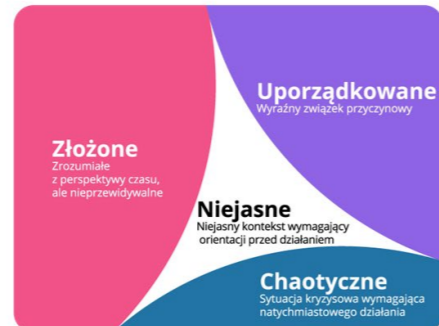 Uporządkowane
Wyraźny związek przyczynowy
Złożone
Zrozumiałe
z perspektywy czasu,
ale nieprzewidywalne
Niejasne
Niejasny kontekst wymagający
orientacji przed działaniem
Chaotyczne
Sytuacja kryzysowa wymagająca
natychmiastowego działania